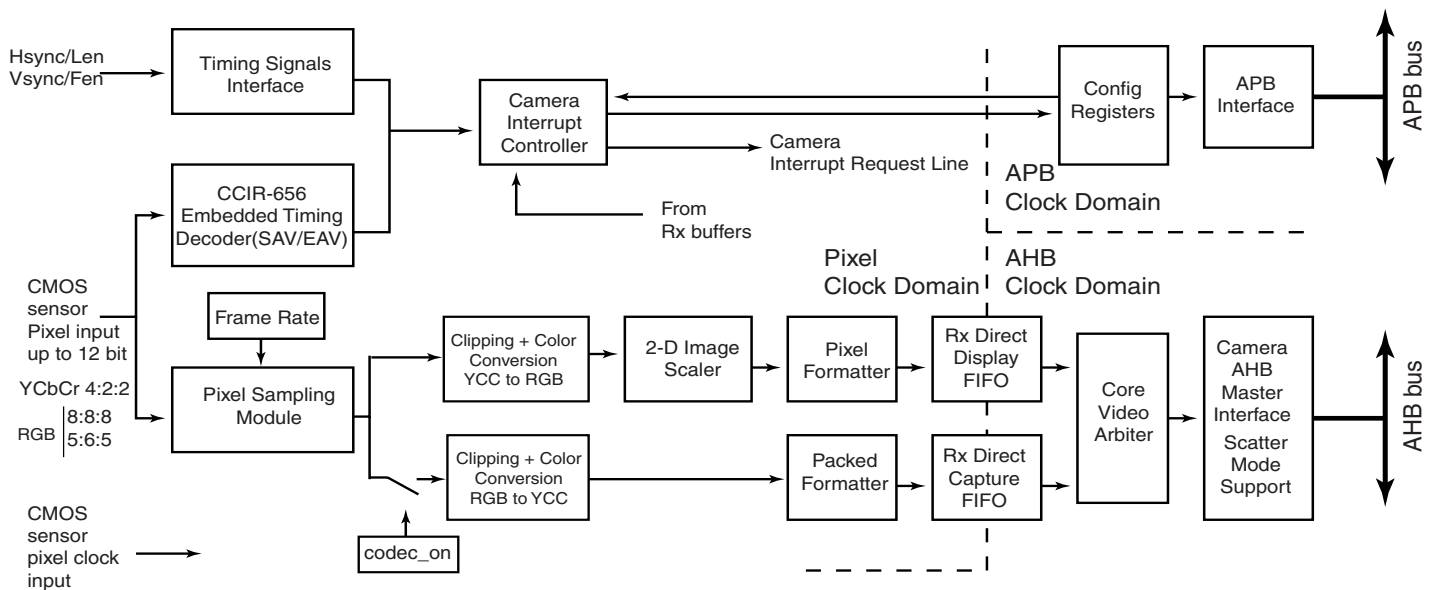 Hsync/Len
Vsync/Fen
Timing Signals
Interface
CCIR-656
Embedded Timing
Decoder(SAV/EAV)
Camera
Interrupt
Controller
Camera
Interrupt Request Line
From
Rx buffers
Config
Registers
APB
Interface
APB bus
APB
Clock Domain
Pixel
Clock Domain
AHB
Clock Domain
CMOS
sensor
Pixel input
up to 12 bit
YCbCr 4:2:2
RGB
8:8:8
5:6:5
Frame Rate
Pixel Sampling
Module
Clipping + Color
Conversion
YCC to RGB
2-D Image
Scaler
Pixel
Formatter
Rx Direct
Display
FIFO
Clipping + Color
Conversion
RGB to YCC
Packed
Formatter
Rx Direct
Capture
FIFO
Core
Video
Arbiter
Camera
AHB
Master
Interface
Scatter
Mode
Support
AHB bus
codec_on
CMOS
sensor
pixel clock
input